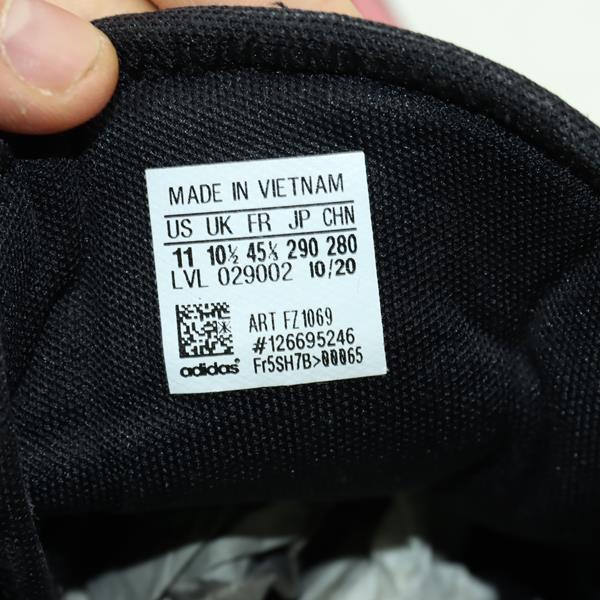 MADE IN VIETNAM
US UK FR JP CHN
11 10½ 45⅓ 290 280
LVL 029002 10/20
ART FZ1069
#126695246
adidas® Fr5SH7B>00065